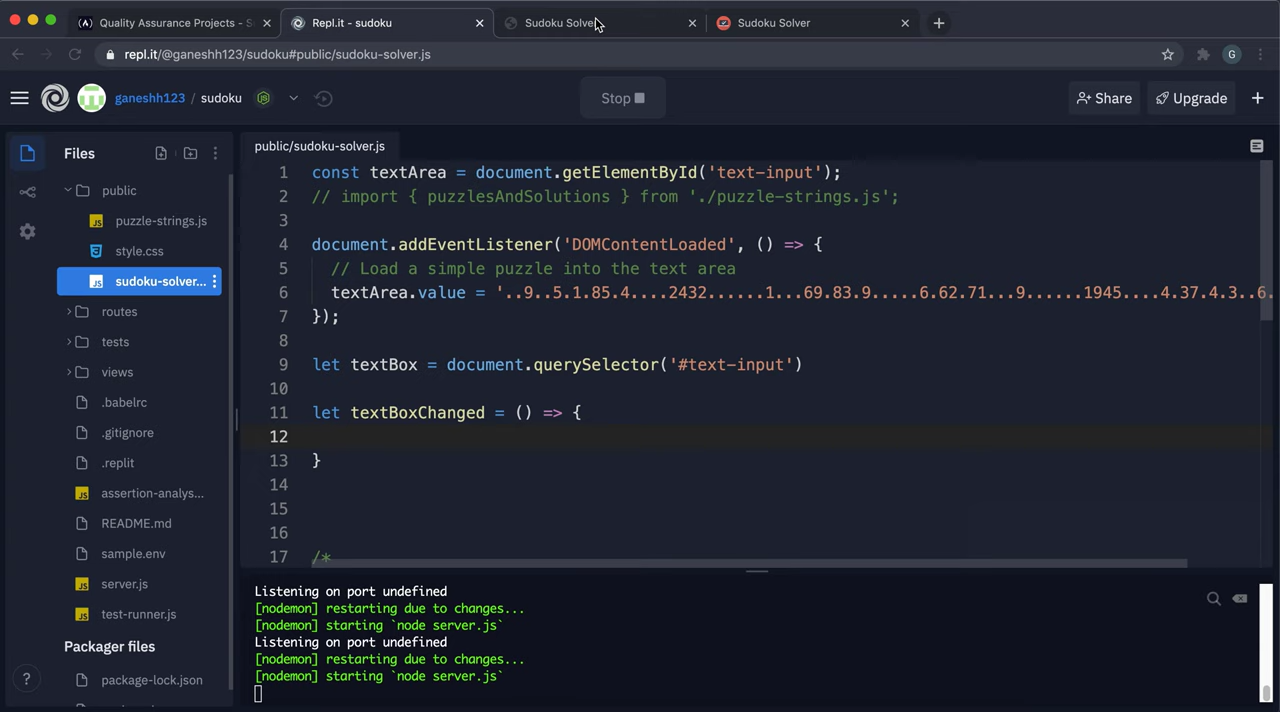 Quality Assurance Projects - S
Repl.it - sudoku
Sudoku Solver
Sudoku Solver
repl.it/@ganeshh123/sudoku#public/sudoku-solver.js
G
ganeshh123 / sudoku
Stop
Share
Upgrade
Files
public
puzzle-strings.js
style.css
sudoku-solver...
routes
tests
views
.babelrc
.gitignore
.replit
assertion-analys...
README.md
sample.env
server.js
test-runner.js
Packager files
package-lock.json
public/sudoku-solver.js
1 const textArea = document.getElementById('text-input');
2 // import { puzzlesAndSolutions } from './puzzle-strings.js';
3
4 document.addEventListener('DOMContentLoaded', () => {
5 // Load a simple puzzle into the text area
6 textArea.value = '..9..5.1.85.4....2432......1...69.83.9.....6.62.71...9......1945....4.37.4.3..6.
7 });
8
9 let textBox = document.querySelector('#text-input')
10
11 let textBoxChanged = () => {
12
13 }
14
15
16
17 /*
Listening on port undefined
[nodemon] restarting due to changes...
[nodemon] starting `node server.js`
Listening on port undefined
[nodemon] restarting due to changes...
[nodemon] starting `node server.js`